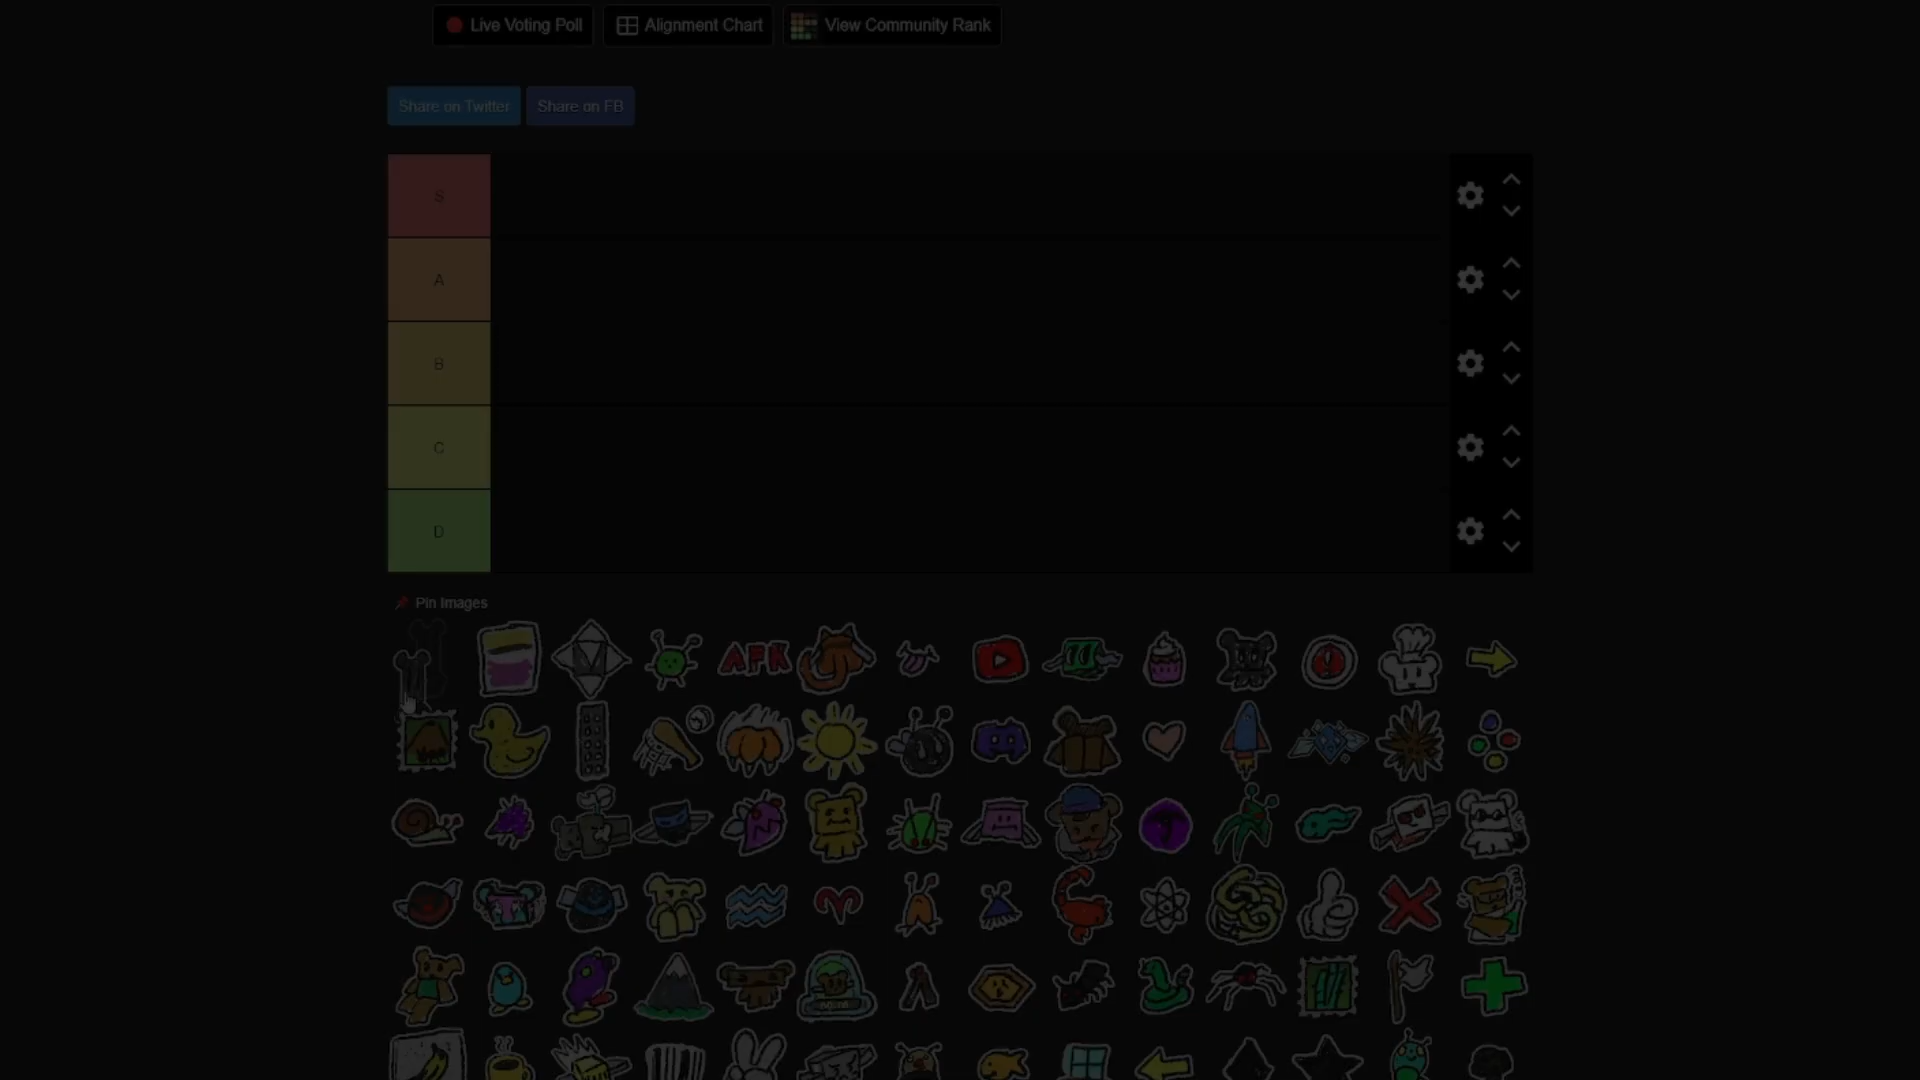 Live Voting Poll
Alignment Chart
View Community Rank
Share on Twitter
Share on FB
S
A
B
C
D
Pin Images
AFK